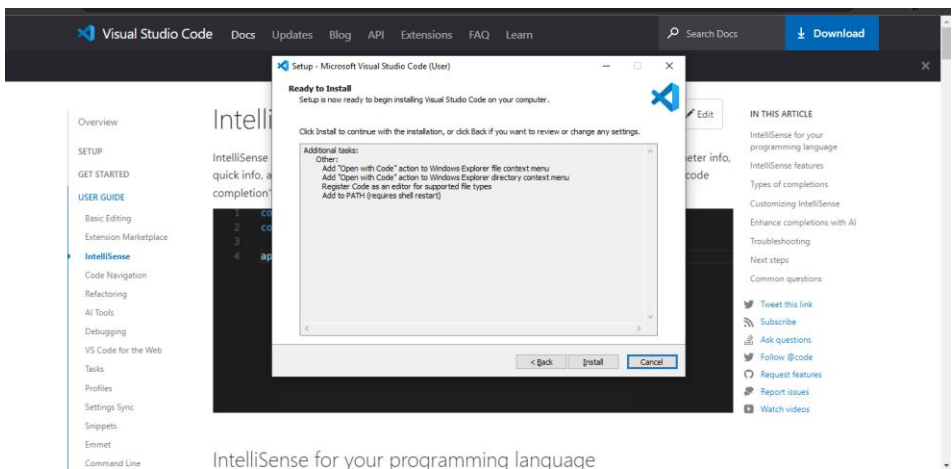 Visual Studio Code Docs Updates Blog API Extensions FAQ Learn Search Docs Download
Overview
SETUP
GET STARTED
USER GUIDE
Basic Editing
Extension Marketplace
IntelliSense
Code Navigation
Refactoring
AI Tools
Debugging
VS Code for the Web
Tasks
Profiles
Settings Sync
Snippets
Emmet
Command Line
Intelli
IntelliSense
quick info, a
completion"
eter info,
code
Edit
1 co
2 co
3
4 ap
Setup - Microsoft Visual Studio Code (User)
Ready to Install
Setup is now ready to begin installing Visual Studio Code on your computer.
Click Install to continue with the installation, or click Back if you want to review or change any settings.
Additional tasks:
Other:
Add "Open with Code" action to Windows Explorer file context menu
Add "Open with Code" action to Windows Explorer directory context menu
Register Code as an editor for supported file types
Add to PATH (requires shell restart)
< Back Install Cancel
IntelliSense for your programming language
IN THIS ARTICLE
IntelliSense for your
programming language
IntelliSense features
Types of completions
Customizing IntelliSense
Enhance completions with AI
Troubleshooting
Next steps
Common questions
Tweet this link
Subscribe
Ask questions
Follow @code
Request features
Report issues
Watch videos